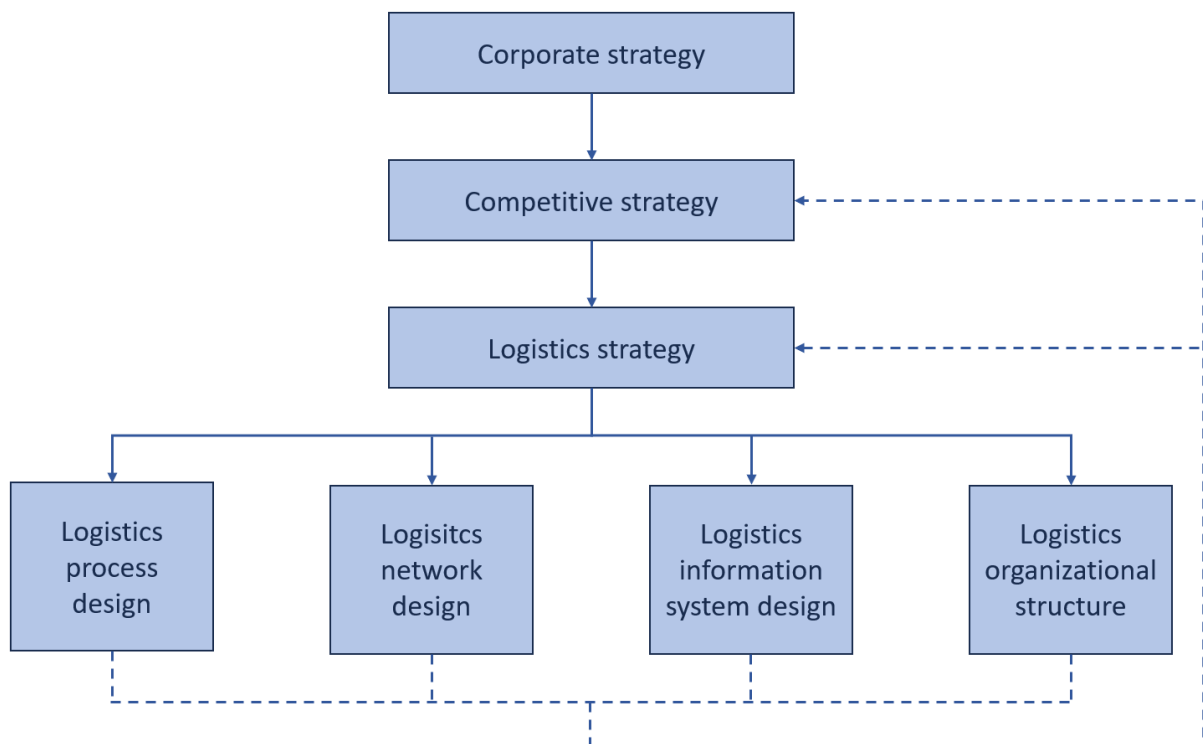 Corporate strategy
Competitive strategy
Logistics strategy
Logistics
process
design
Logisitcs
network
design
Logistics
information
system design
Logistics
organizational
structure